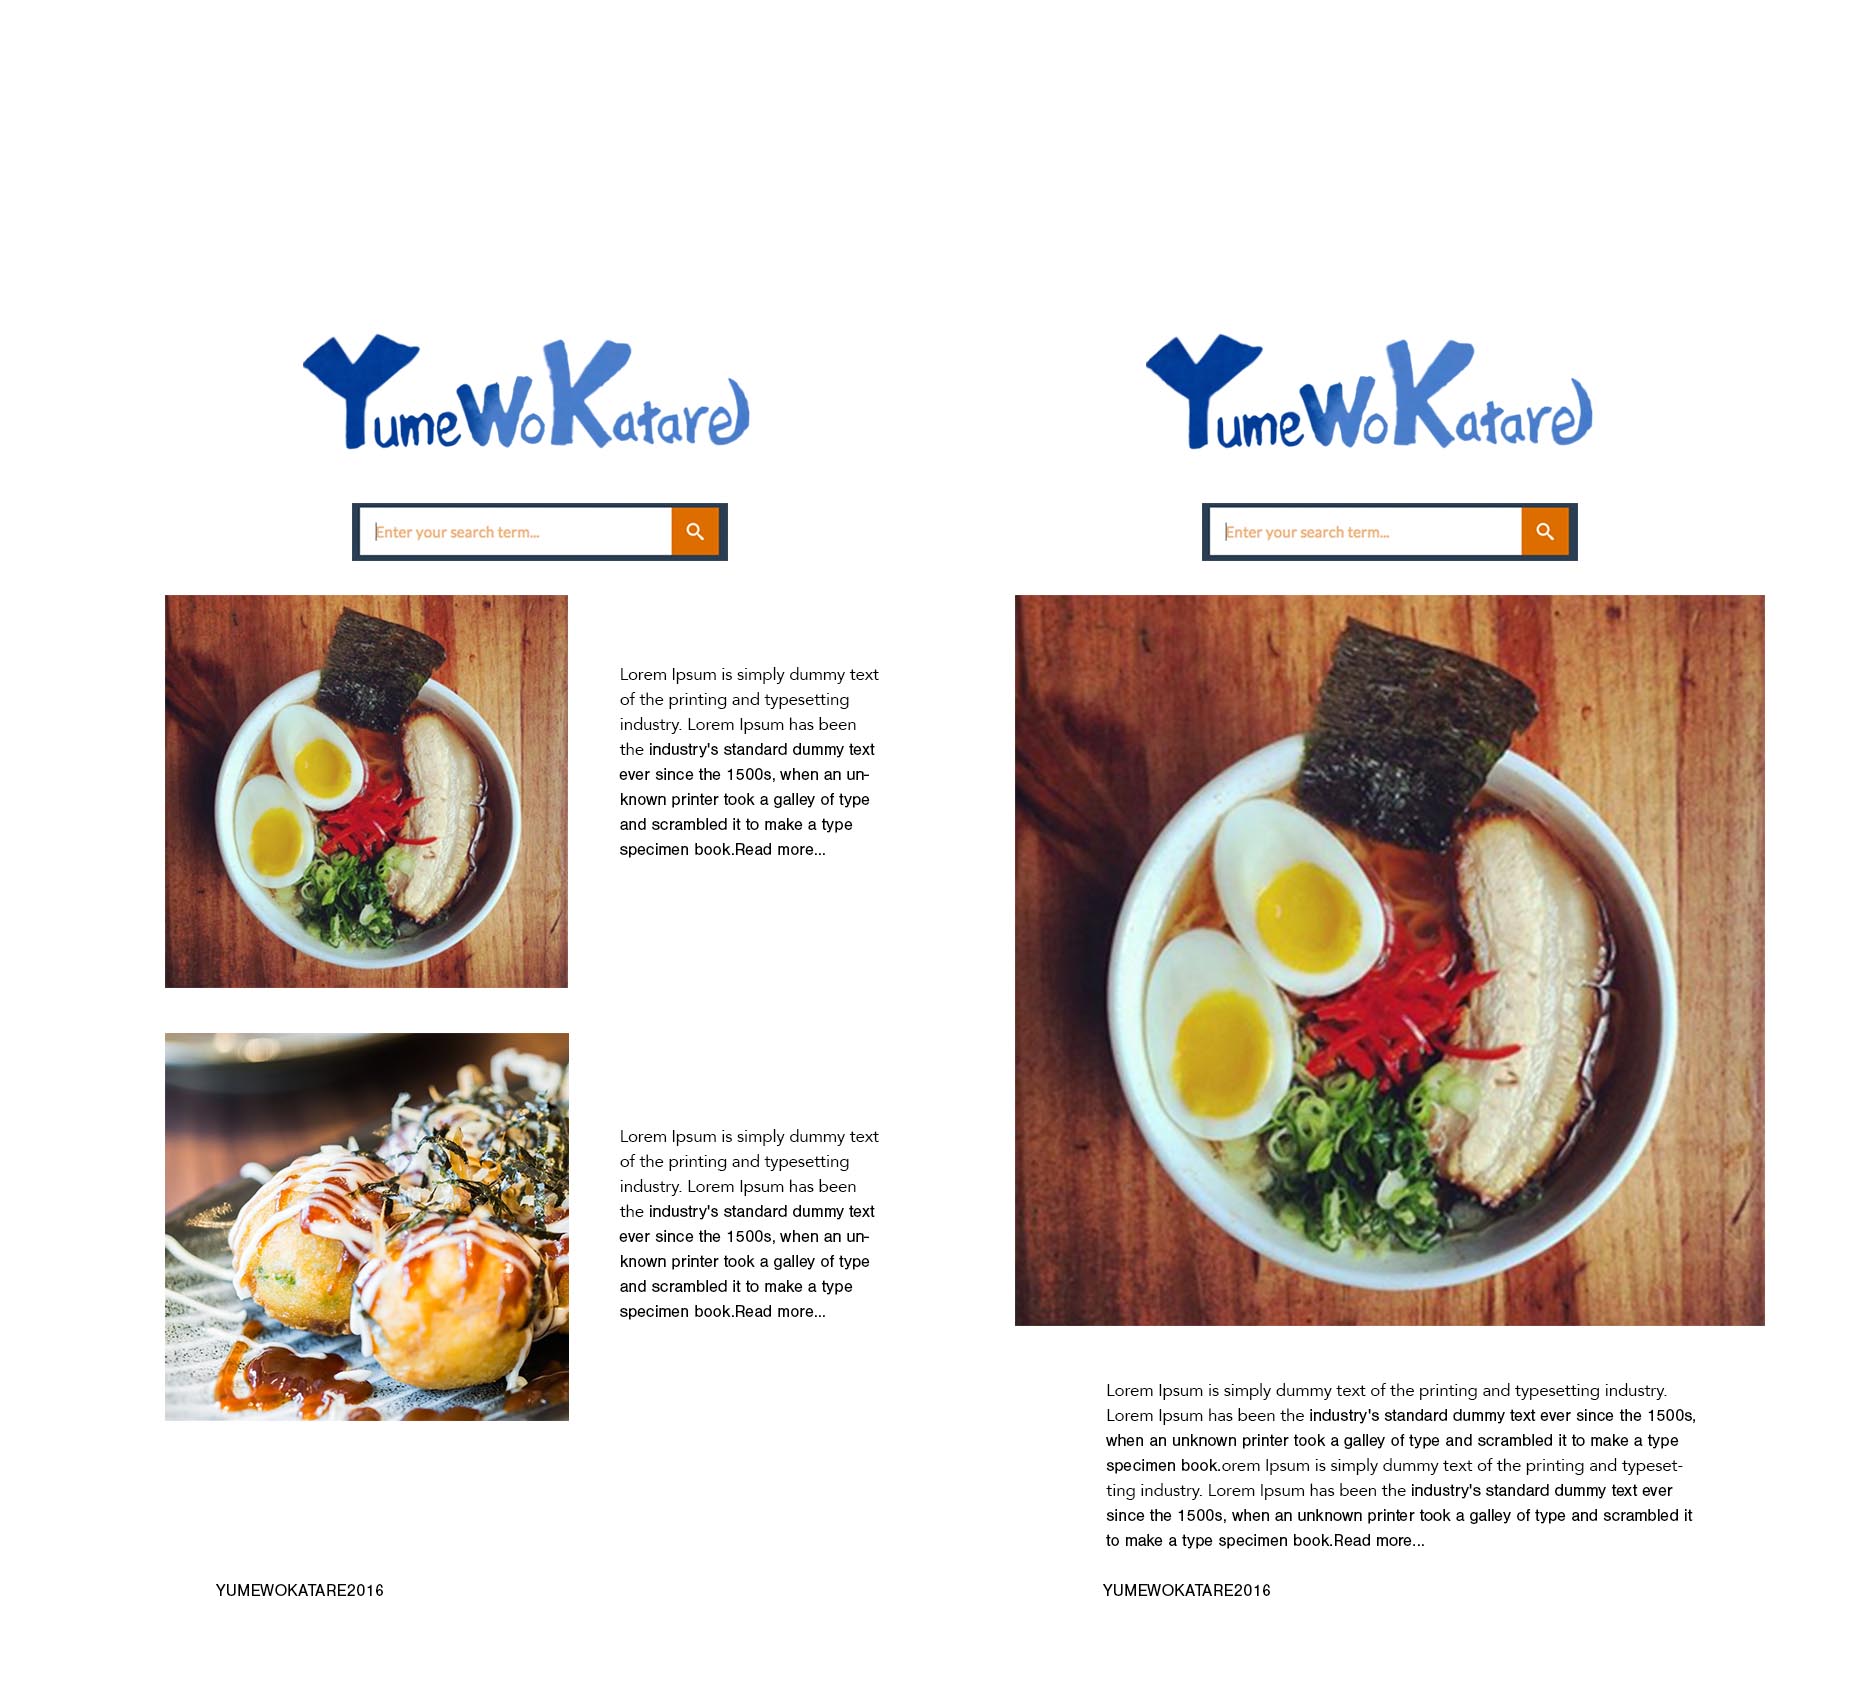 YumeWoKatare
Enter your search term...
Lorem Ipsum is simply dummy text
of the printing and typesetting
industry. Lorem Ipsum has been
the industry's standard dummy text
ever since the 1500s, when an un-
known printer took a galley of type
and scrambled it to make a type
specimen book.Read more...
Lorem Ipsum is simply dummy text
of the printing and typesetting
industry. Lorem Ipsum has been
the industry's standard dummy text
ever since the 1500s, when an un-
known printer took a galley of type
and scrambled it to make a type
specimen book.Read more...
YUMEWOKATARE2016
YumeWoKatare
Enter your search term...
Lorem Ipsum is simply dummy text of the printing and typesetting industry.
Lorem Ipsum has been the industry's standard dummy text ever since the 1500s,
when an unknown printer took a galley of type and scrambled it to make a type
specimen book.orem Ipsum is simply dummy text of the printing and typeset-
ting industry. Lorem Ipsum has been the industry's standard dummy text ever
since the 1500s, when an unknown printer took a galley of type and scrambled it
to make a type specimen book.Read more...
YUMEWOKATARE2016